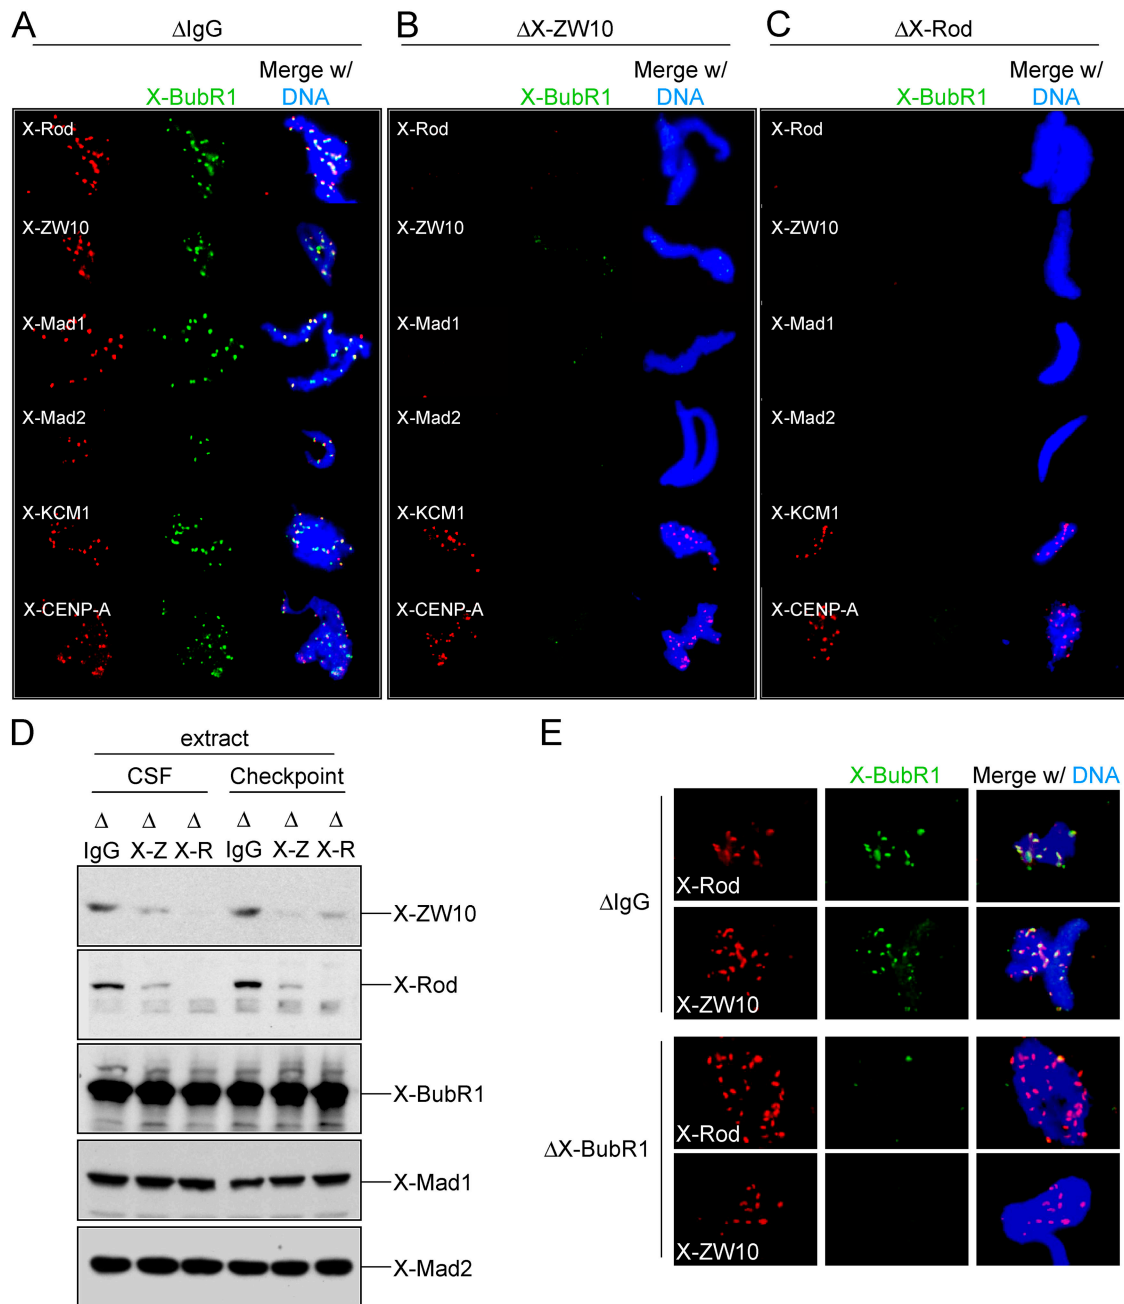 A
ΔIgG
X-BubR1
Merge w/
DNA
X-Rod
X-ZW10
X-Mad1
X-Mad2
X-KCM1
X-CENP-A
B
ΔX-ZW10
X-BubR1
Merge w/
DNA
X-Rod
X-ZW10
X-Mad1
X-Mad2
X-KCM1
X-CENP-A
C
ΔX-Rod
X-BubR1
Merge w/
DNA
X-Rod
X-ZW10
X-Mad1
X-Mad2
X-KCM1
X-CENP-A
D
extract
CSF Checkpoint
Δ Δ Δ Δ Δ Δ
IgG X-Z X-R IgG X-Z X-R
X-ZW10
X-Rod
X-BubR1
X-Mad1
X-Mad2
E
X-BubR1 Merge w/ DNA
ΔIgG
X-Rod
X-ZW10
ΔX-BubR1
X-Rod
X-ZW10